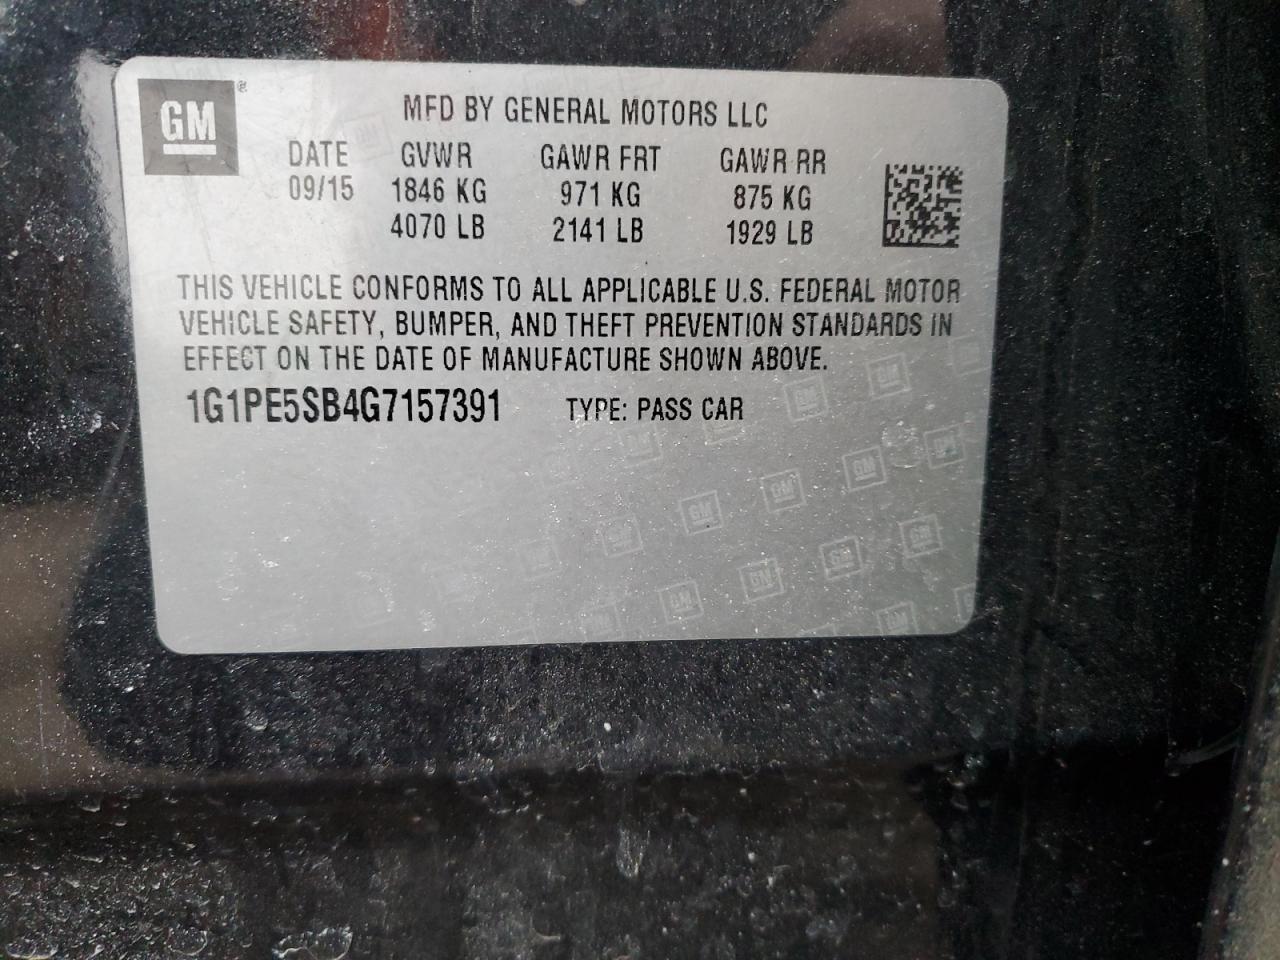 GM ®
MFD BY GENERAL MOTORS LLC
DATE GVWR GAWR FRT GAWR RR
09/15 1846 KG 971 KG 875 KG
4070 LB 2141 LB 1929 LB
THIS VEHICLE CONFORMS TO ALL APPLICABLE U.S. FEDERAL MOTOR
VEHICLE SAFETY, BUMPER, AND THEFT PREVENTION STANDARDS IN
EFFECT ON THE DATE OF MANUFACTURE SHOWN ABOVE.
1G1PE5SB4G7157391 TYPE: PASS CAR